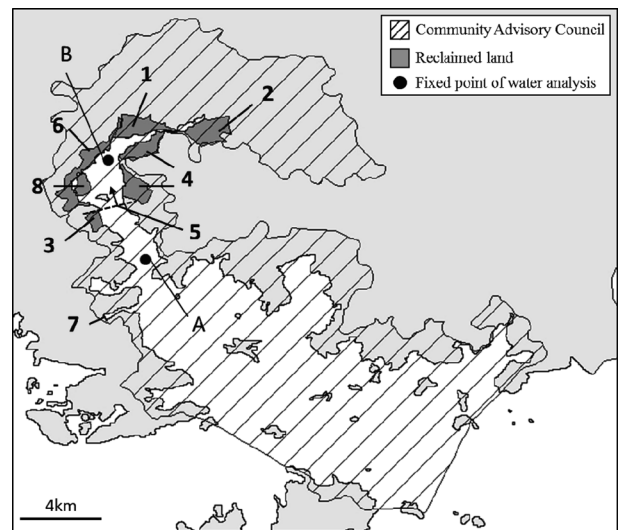 Community Advisory Council
Reclaimed land
Fixed point of water analysis
B
1
2
6
8
4
3
5
7
A
4km